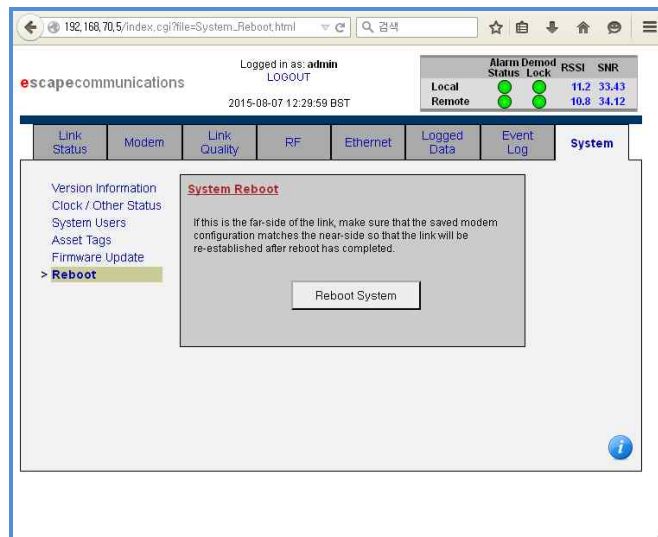 192,168,70,5/index.cgi?file=System_Reboot.html
검색
escapecommunications
Logged in as: admin
LOGOUT
2015-08-07 12:29:59 BST
Alarm Status Demod Lock RSSI SNR
Local 11.2 33.43
Remote 10.8 34.12
Link Status
Modem
Link Quality
RF
Ethernet
Logged Data
Event Log
System
Version Information
Clock / Other Status
System Users
Asset Tags
Firmware Update
> Reboot
System Reboot
If this is the far-side of the link, make sure that the saved modem
configuration matches the near-side so that the link will be
re-established after reboot has completed.
Reboot System
i